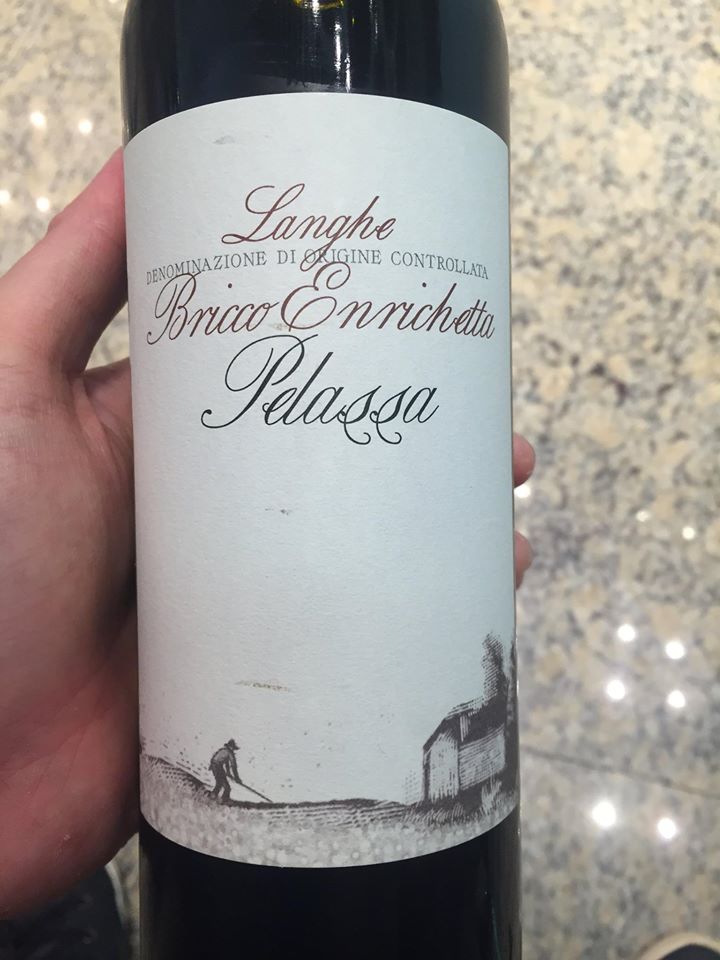 Langhe
DENOMINAZIONE DI ORIGINE CONTROLLATA
Bricco Enrichetta
Pelassa